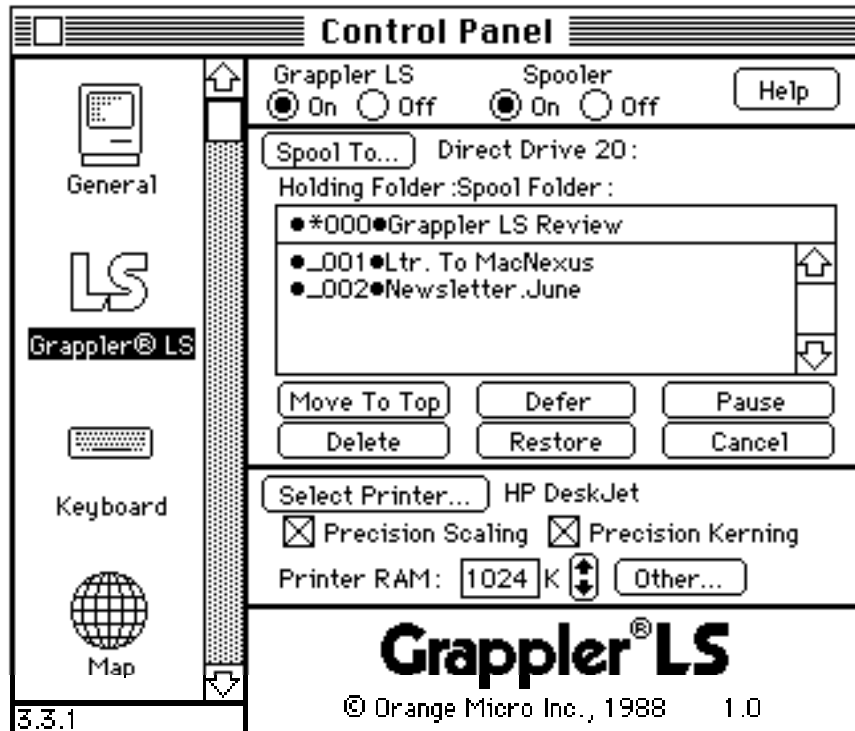 Control Panel
General
LS
Grappler® LS
Keyboard
Map
3.3.1
Grappler LS Spooler
On Off On Off Help
Spool To... Direct Drive 20:
Holding Folder :Spool Folder:
●*000●Grappler LS Review
●_001●Ltr. To MacNexus
●_002●Newsletter.June
Move To Top Defer Pause
Delete Restore Cancel
Select Printer... HP DeskJet
Precision Scaling Precision Kerning
Printer RAM: 1024 K Other...
Grappler®LS
© Orange Micro Inc., 1988 1.0